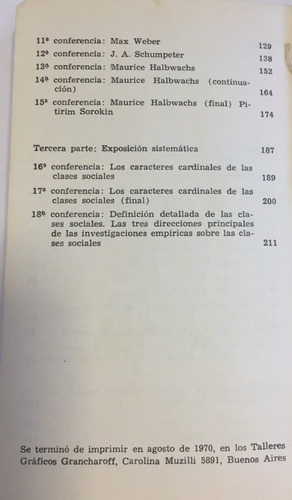 11ª conferencia: Max Weber 129
12ª conferencia: J. A. Schumpeter 138
13ª conferencia: Maurice Halbwachs 152
14ª conferencia: Maurice Halbwachs (continua-
ción) 164
15ª conferencia: Maurice Halbwachs (final) Pi-
tirim Sorokin 174
Tercera parte: Exposición sistemática 187
16ª conferencia: Los caracteres cardinales de las
clases sociales 189
17ª conferencia: Los caracteres cardinales de las
clases sociales (final) 200
18ª conferencia: Definición detallada de las cla-
ses sociales. Las tres direcciones principales
de las investigaciones empíricas sobre las cla-
ses sociales 211
Se terminó de imprimir en agosto de 1970, en los Talleres
Gráficos Grancharoff, Carolina Muzilli 5891, Buenos Aires